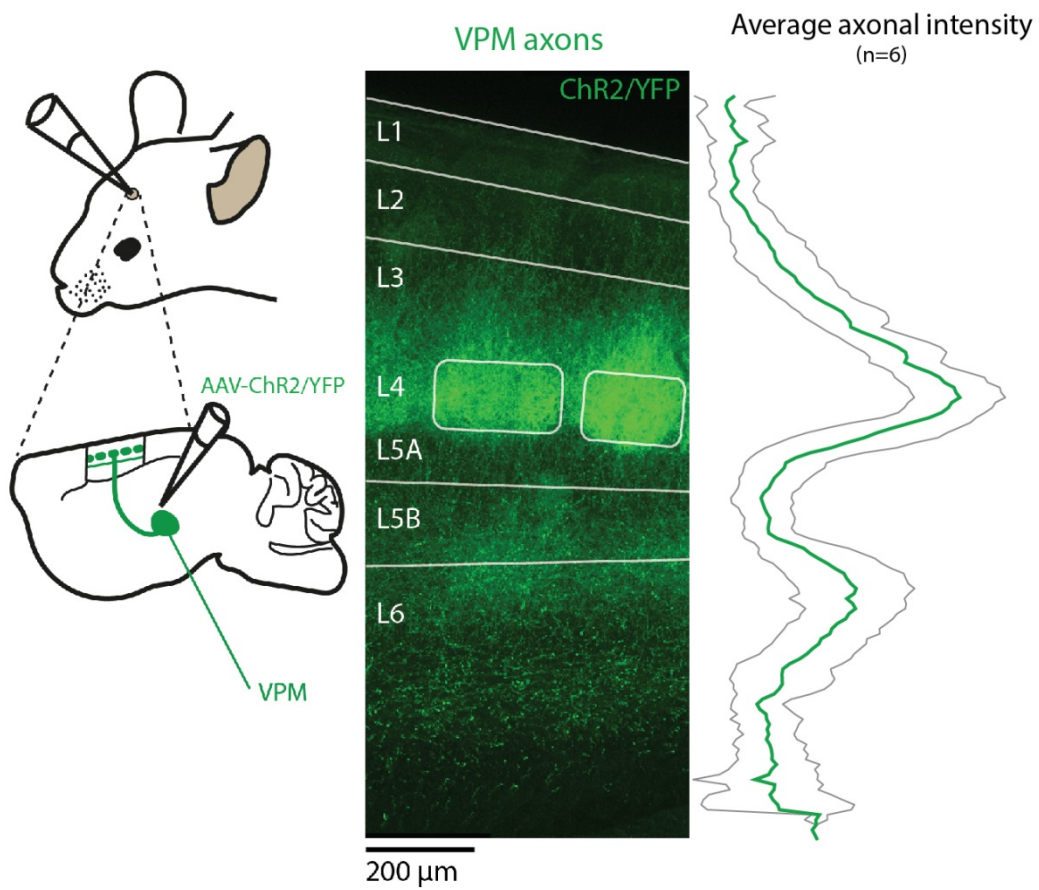 VPM axons
Average axonal intensity
(n=6)
ChR2/YFP
L1
L2
L3
AAV-ChR2/YFP
L4
L5A
L5B
L6
VPM
200 µm